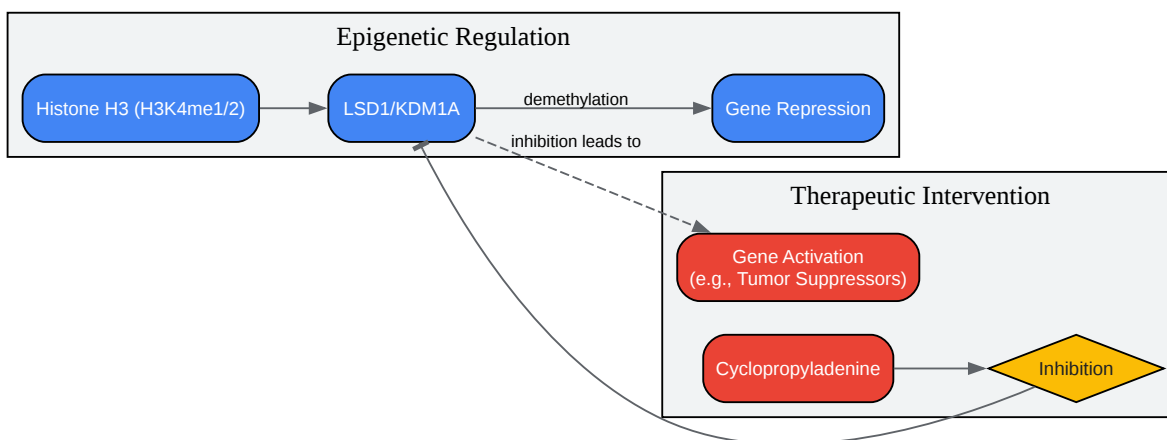 Epigenetic Regulation
Histone H3 (H3K4me1/2)
LSD1/KDM1A
demethylation
Gene Repression
inhibition leads to
Therapeutic Intervention
Gene Activation
(e.g., Tumor Suppressors)
Cyclopropyladenine
Inhibition